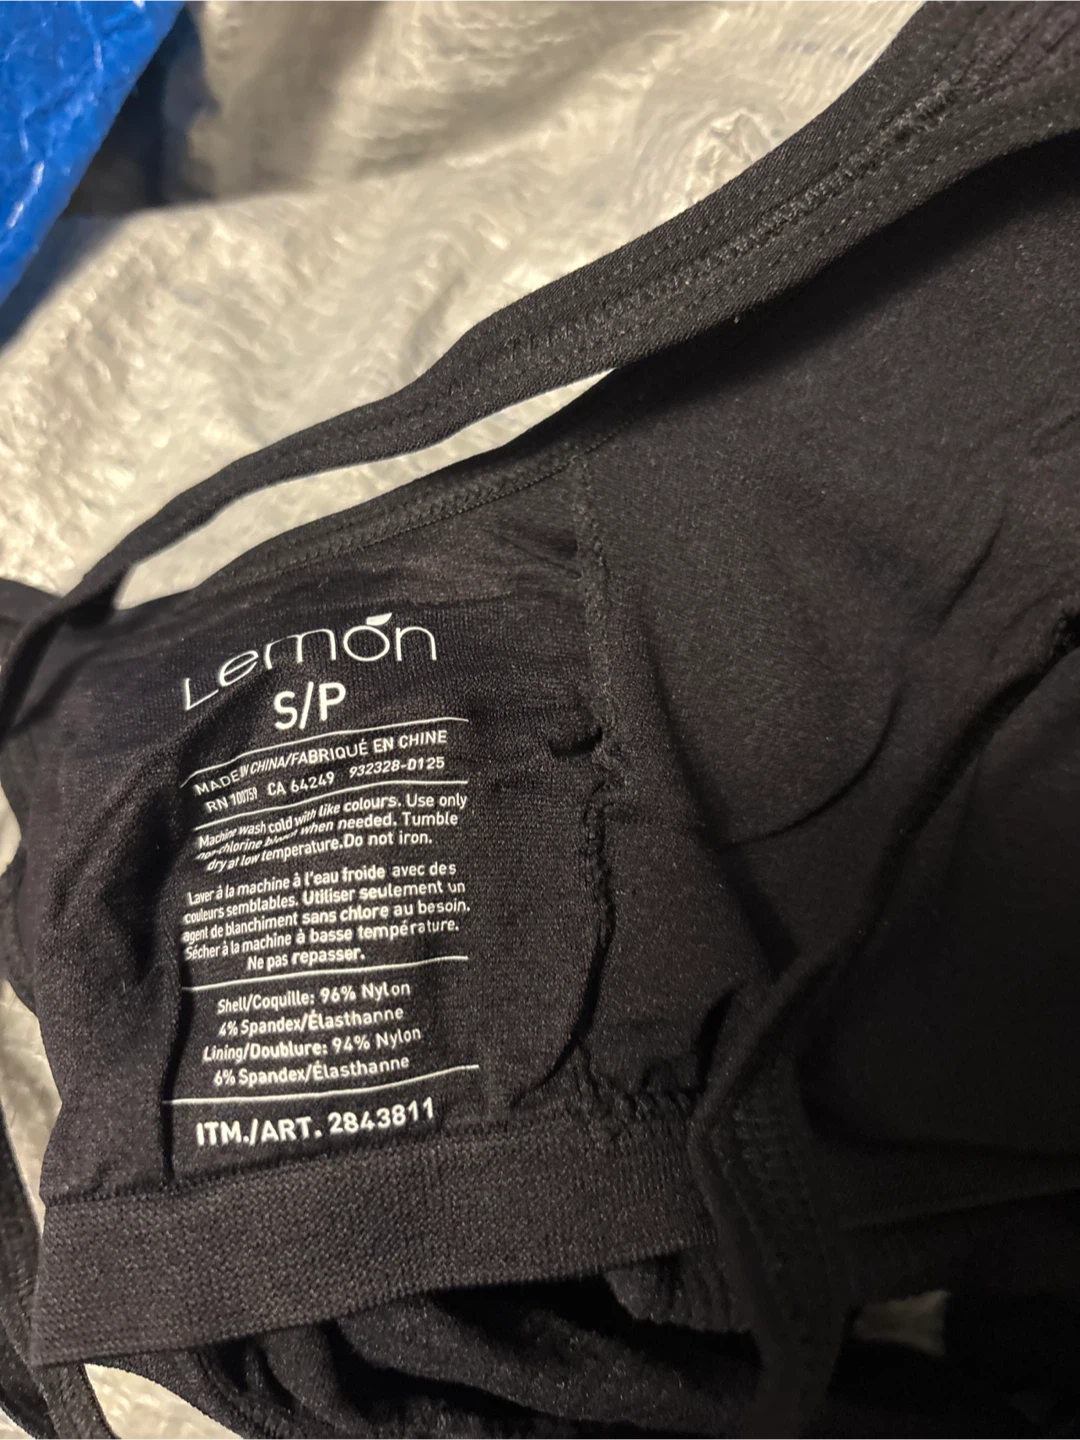 Lemón
S/P
MADE IN CHINA/FABRIQUÉ EN CHINE
RN 100759 CA 64249 932328-0125
Machine wash cold with like colours. Use only
non-chlorine bleach when needed. Tumble
dry at low temperature.Do not iron.
Laver à la machine à l'eau froide avec des
couleurs semblables. Utiliser seulement un
agent de blanchiment sans chlore au besoin.
Sécher à la machine à basse température.
Ne pas repasser.
Shell/Coquille: 96% Nylon
4% Spandex/Élasthanne
Lining/Doublure: 94% Nylon
6% Spandex/Élasthanne
ITM./ART. 2843811